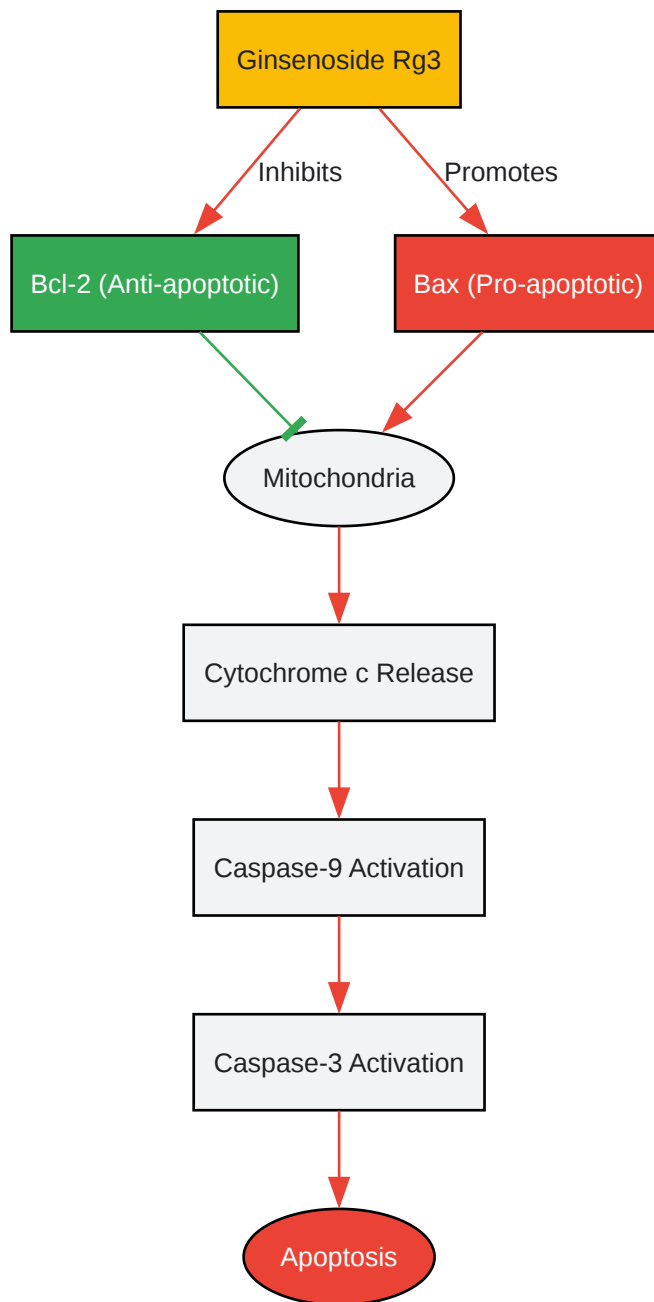 Ginsenoside Rg3
Inhibits
Promotes
Bcl-2 (Anti-apoptotic)
Bax (Pro-apoptotic)
Mitochondria
Cytochrome c Release
Caspase-9 Activation
Caspase-3 Activation
Apoptosis